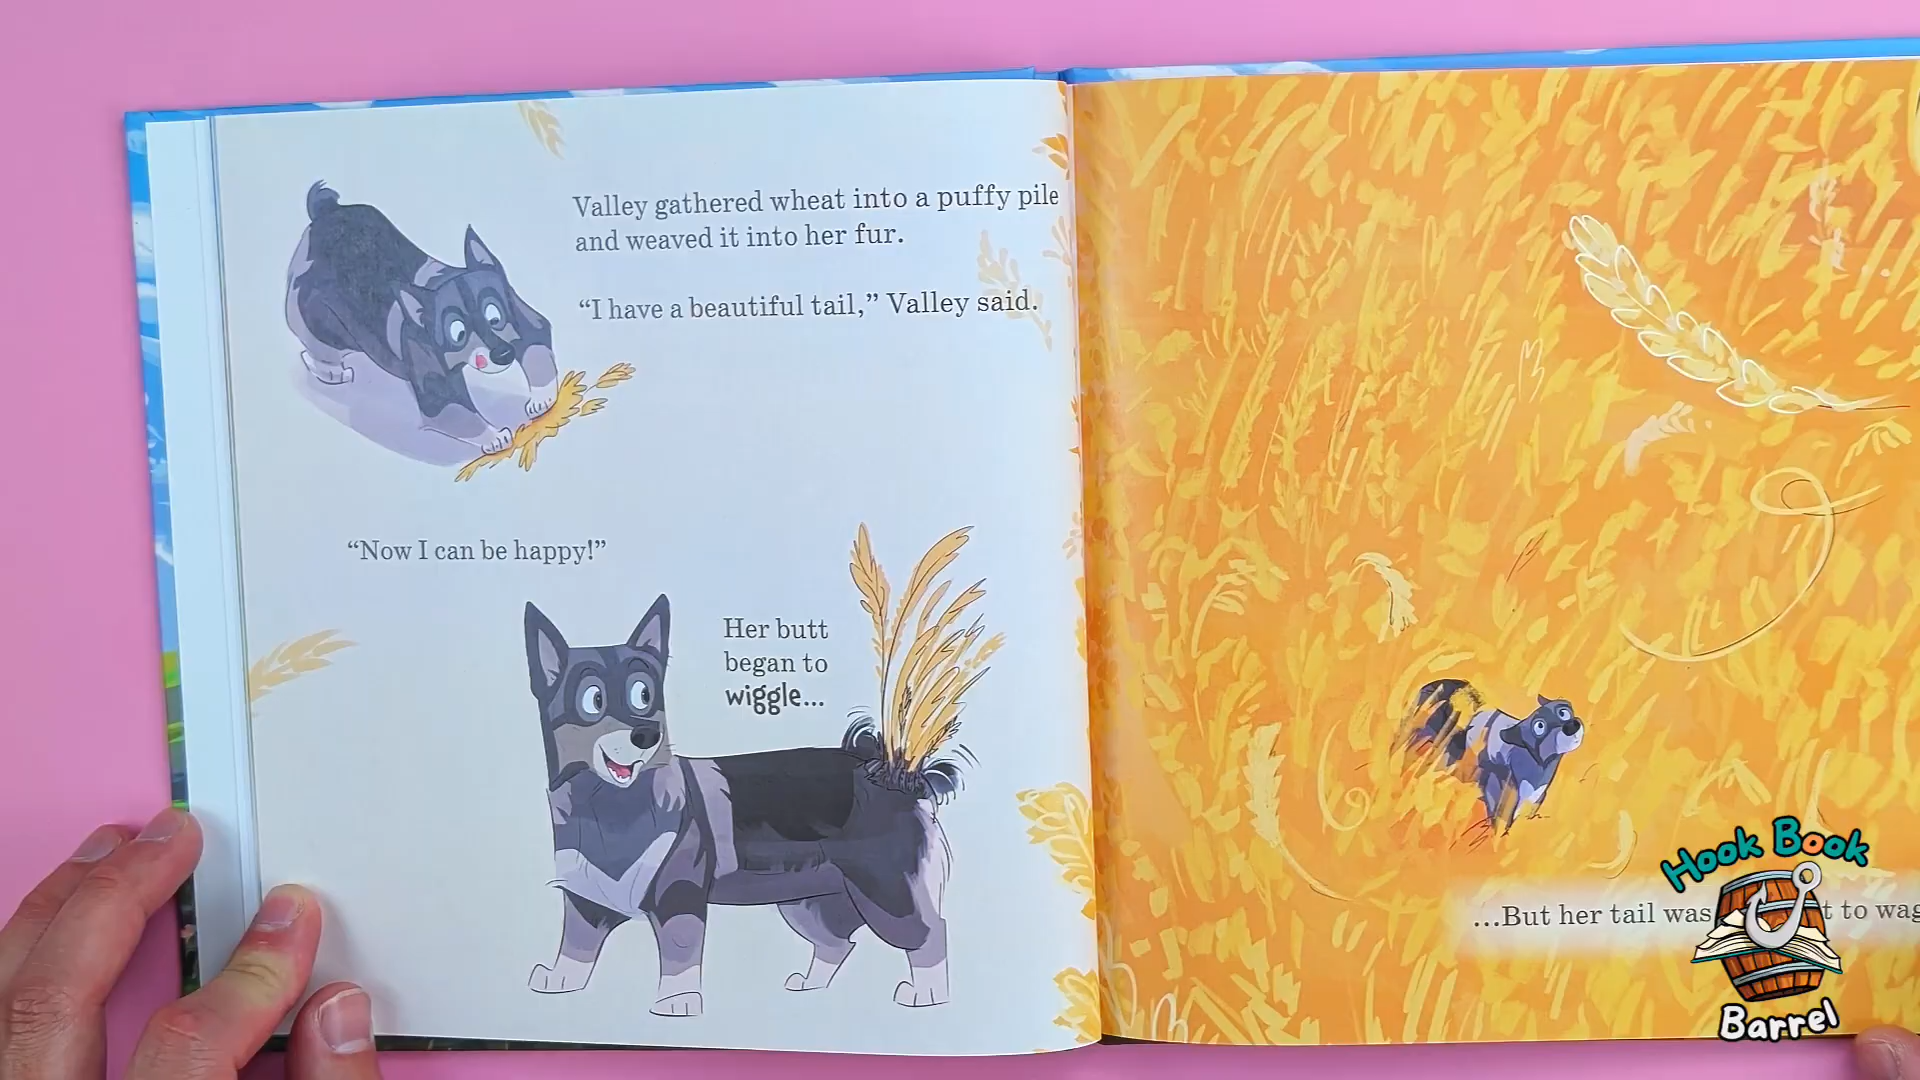 Valley gathered wheat into a puffy pile
and weaved it into her fur.
“I have a beautiful tail,” Valley said.
“Now I can be happy!”
Her butt
began to
wiggle...
...But her tail was t to wag
Hook Book
Barrel